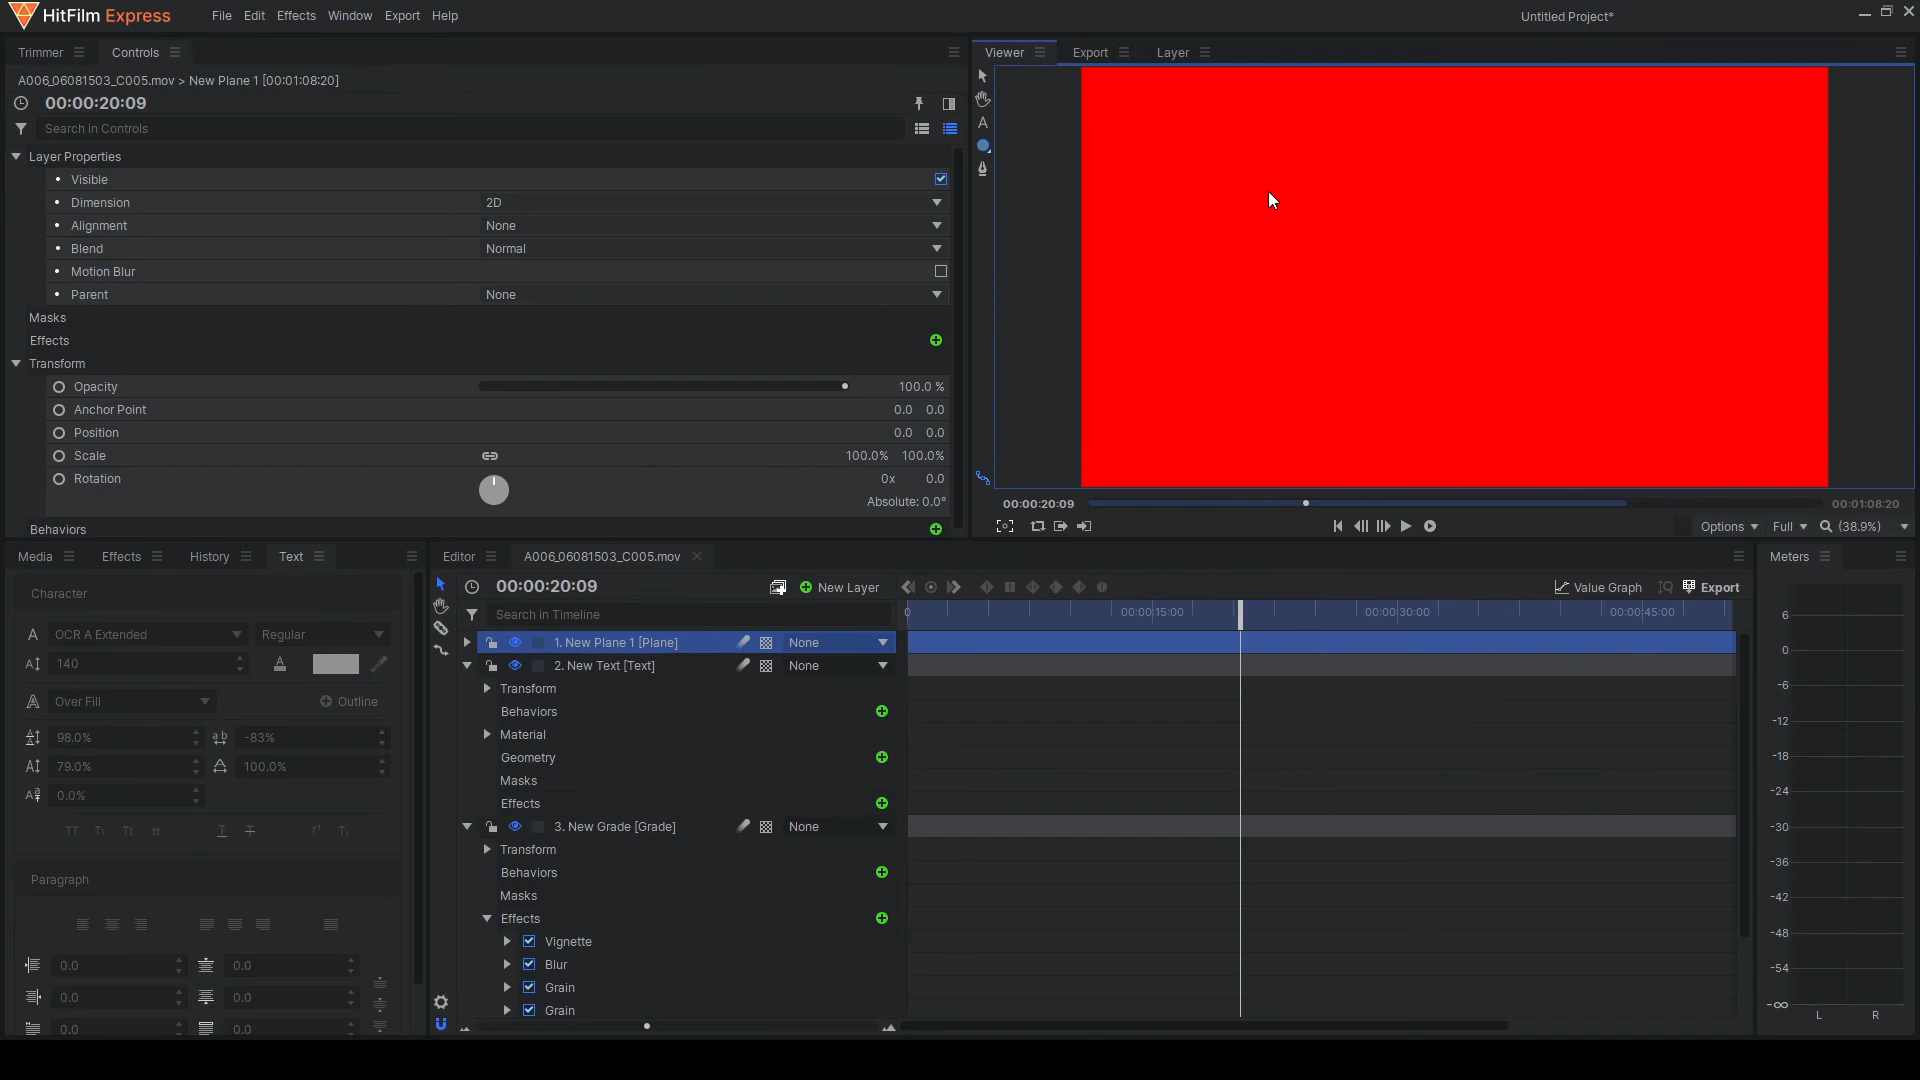 HitFilm Express
File Edit Effects Window Export Help
Untitled Project*
Trimmer Controls
A006_06081503_C005.mov > New Plane 1 [00:01:08:20]
00:00:20:09
Search in Controls
Layer Properties
Visible
Dimension 2D
Alignment None
Blend Normal
Motion Blur
Parent None
Masks
Effects
Transform
Opacity 100.0 %
Anchor Point 0.0 0.0
Position 0.0 0.0
Scale 100.0% 100.0%
Rotation 0x 0.0
Absolute: 0.0°
Behaviors
Viewer Export Layer
A
00:00:20:09 00:01:08:20
Options Full (38.9%)
Media Effects History Text
Character
A OCR A Extended Regular
140
Over Fill Outline
98.0% -83%
79.0% 100.0%
0.0%
TT Tt Tt tt T T T¹ T₁
Paragraph
0.0 0.0
0.0 0.0
0.0 0.0
Editor A006_06081503_C005.mov
00:00:20:09 New Layer
Search in Timeline
1. New Plane 1 [Plane] None
2. New Text [Text] None
Transform
Behaviors
Material
Geometry
Masks
Effects
3. New Grade [Grade] None
Transform
Behaviors
Masks
Effects
Vignette
Blur
Grain
Grain
Value Graph Export
0 00:00:15:00 00:00:30:00 00:00:45:00
Meters
6
0
-6
-12
-18
-24
-30
-36
-42
-48
-54
-∞
L R